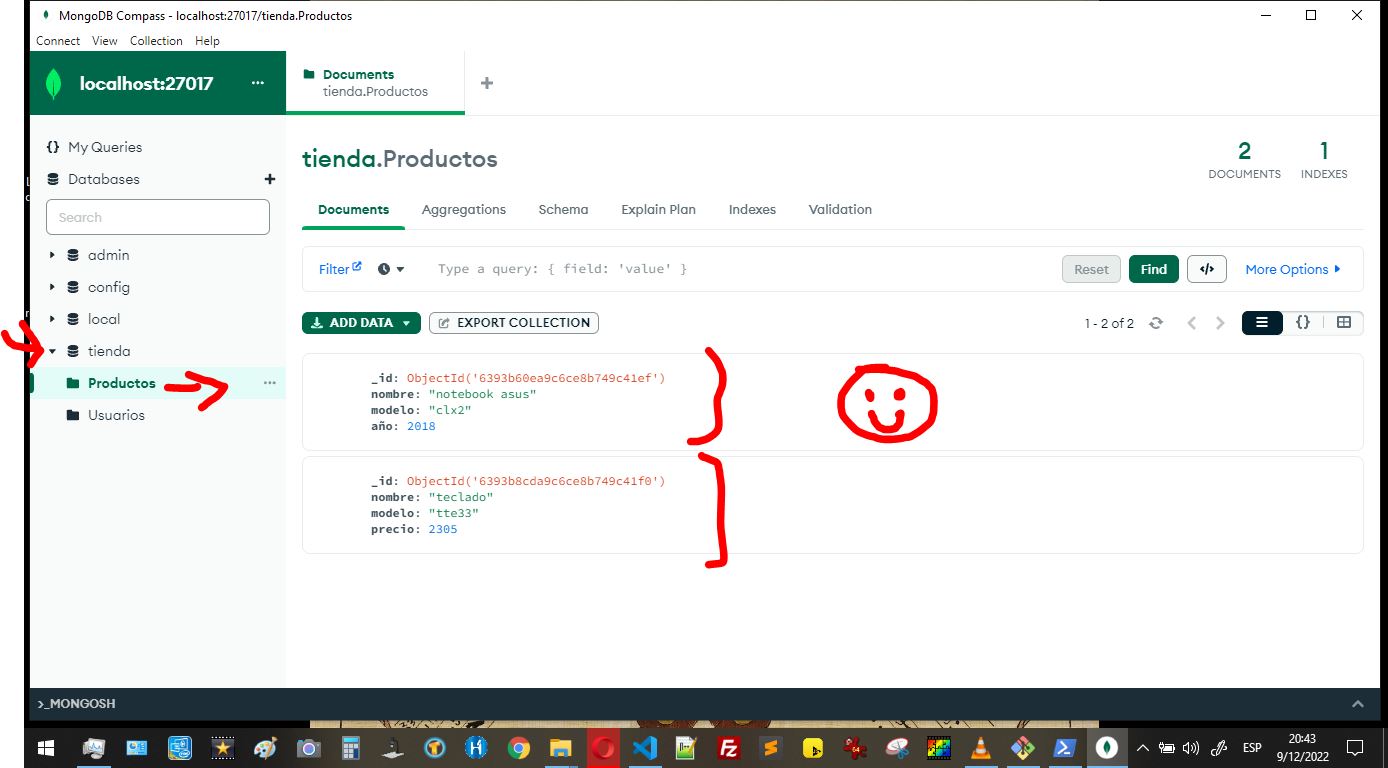 MongoDB Compass - localhost:27017/tienda.Productos
Connect View Collection Help
localhost:27017 ···
Documents
tienda.Productos
+
{} My Queries
Databases +
Search
admin
config
local
tienda
Productos ···
Usuarios
tienda.Productos
2
DOCUMENTS
1
INDEXES
Documents Aggregations Schema Explain Plan Indexes Validation
Filter Type a query: { field: 'value' } Reset Find </> More Options
ADD DATA EXPORT COLLECTION 1 - 2 of 2 {}
_id: ObjectId('6393b60ea9c6ce8b749c41ef')
nombre: "notebook asus"
modelo: "clx2"
año: 2018
_id: ObjectId('6393b8cda9c6ce8b749c41f0')
nombre: "teclado"
modelo: "tte33"
precio: 2305
>_MONGOSH
ESP
20:43
9/12/2022